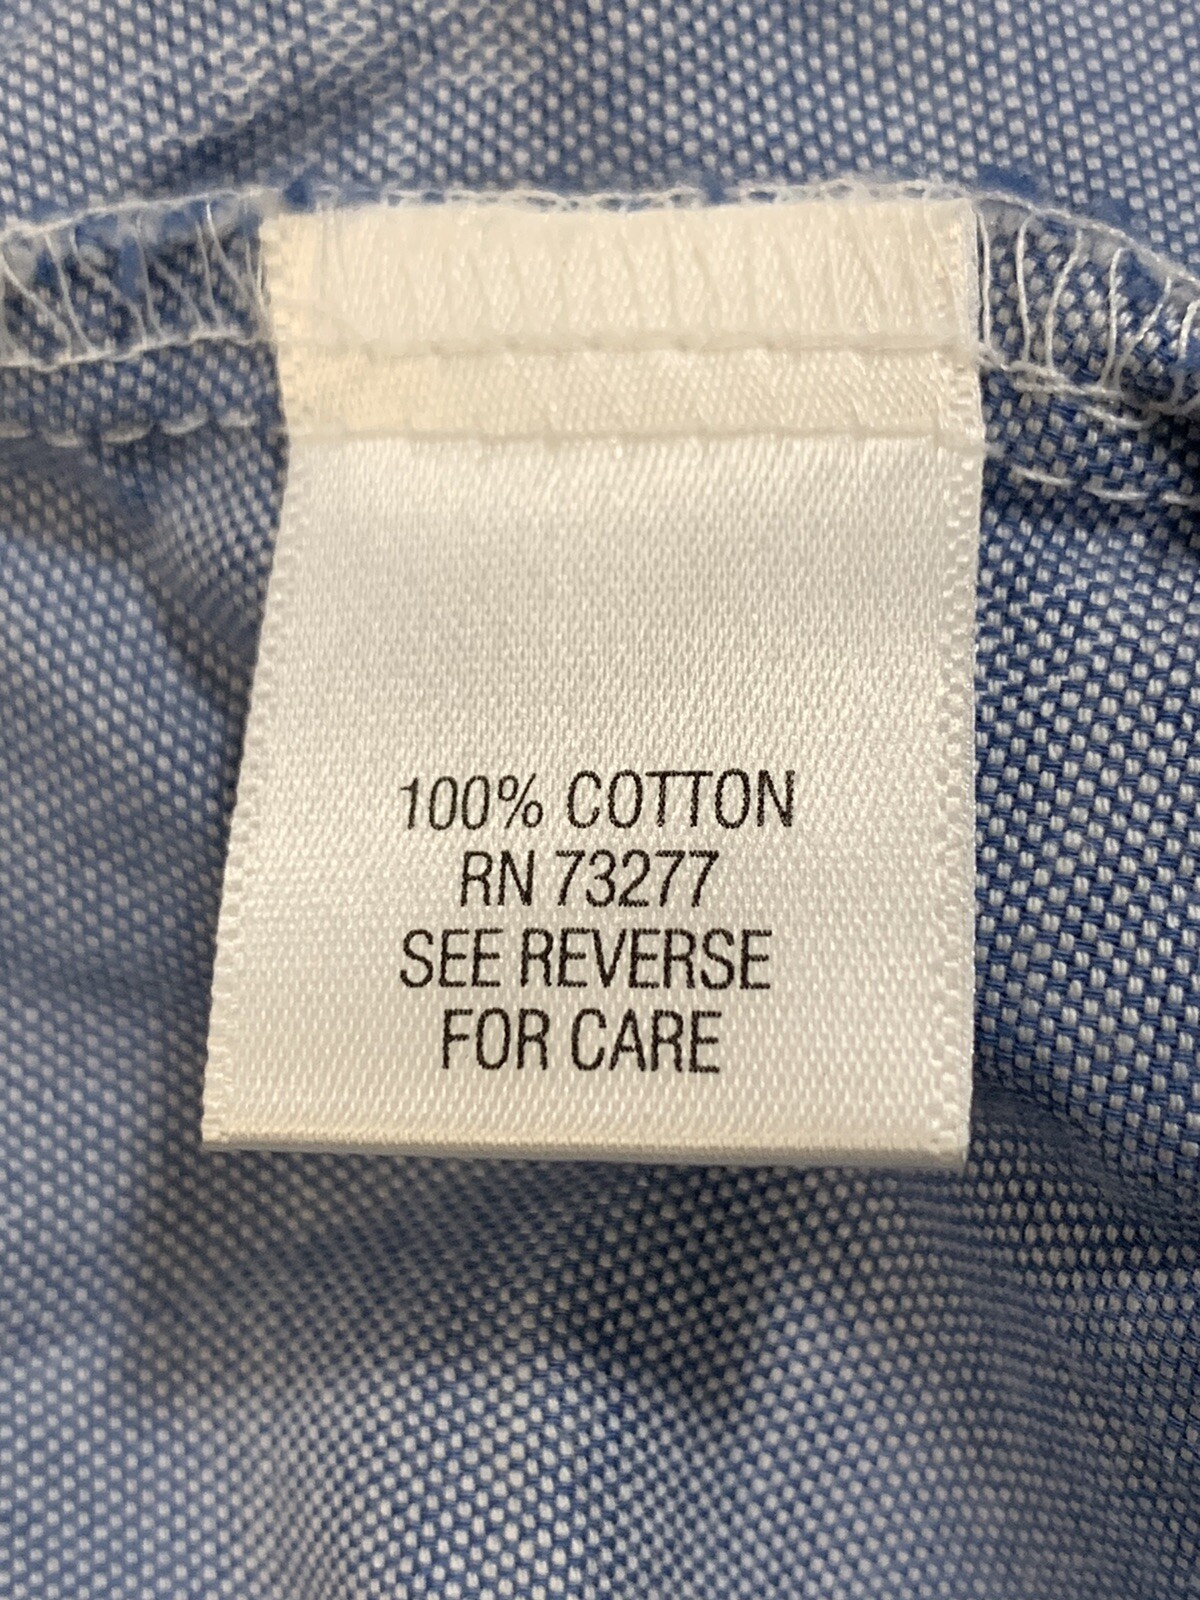 100% COTTON
RN 73277
SEE REVERSE
FOR CARE